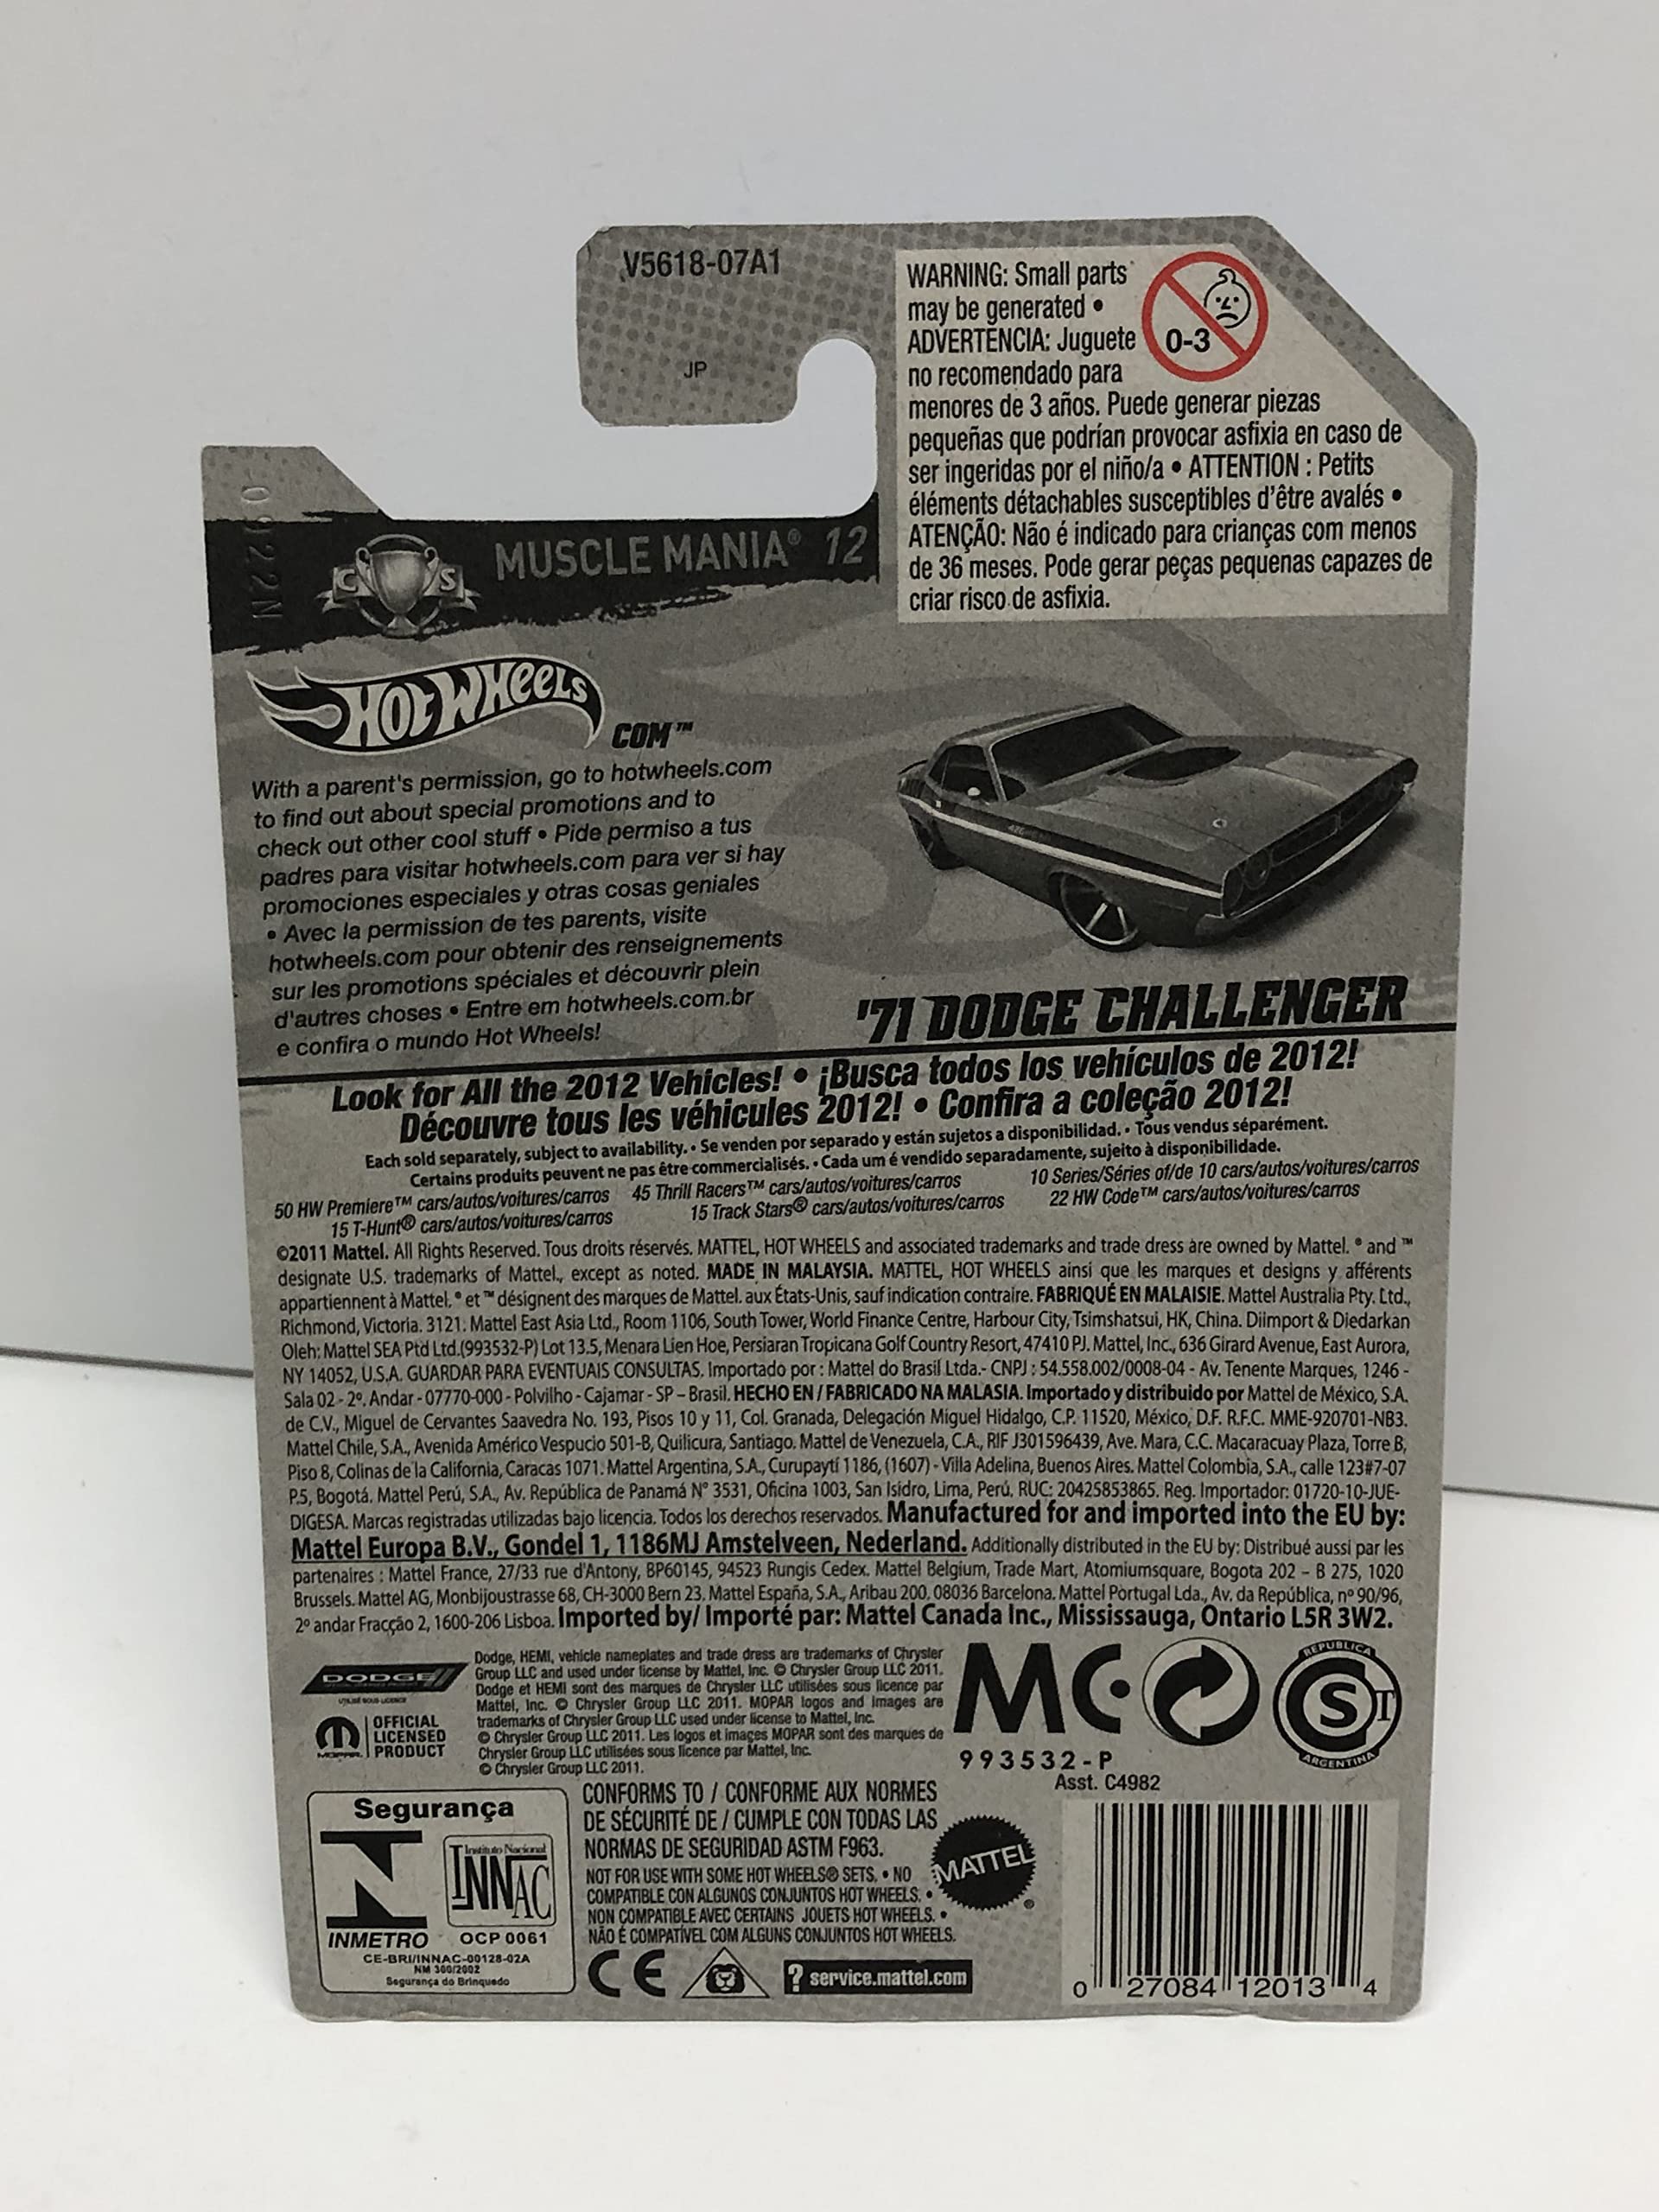 V5618-07A1
JP
WARNING: Small parts
may be generated •
ADVERTENCIA: Juguete
no recomendado para
menores de 3 años. Puede generar piezas
pequeñas que podrían provocar asfixia en caso de
ser ingeridas por el niño/a • ATTENTION : Petits
éléments détachables susceptibles d'être avalés •
ATENÇÃO: Não é indicado para crianças com menos
de 36 meses. Pode gerar peças pequenas capazes de
criar risco de asfixia.
0-3
0922N
C S
MUSCLE MANIA® 12
HOT WHEELS
COM™
With a parent's permission, go to hotwheels.com
to find out about special promotions and to
check out other cool stuff • Pide permiso a tus
padres para visitar hotwheels.com para ver si hay
promociones especiales y otras cosas geniales
• Avec la permission de tes parents, visite
hotwheels.com pour obtenir des renseignements
sur les promotions spéciales et découvrir plein
d'autres choses • Entre em hotwheels.com.br
e confira o mundo Hot Wheels!
'71 DODGE CHALLENGER
Look for All the 2012 Vehicles! • ¡Busca todos los vehículos de 2012!
Découvre tous les véhicules 2012! • Confira a coleção 2012!
Each sold separately, subject to availability. • Se venden por separado y están sujetos a disponibilidad. • Tous vendus séparément.
Certains produits peuvent ne pas être commercialisés. • Cada um é vendido separadamente, sujeito à disponibilidade.
50 HW Premiere™ cars/autos/voitures/carros 45 Thrill Racers™ cars/autos/voitures/carros 10 Series/Séries of/de 10 cars/autos/voitures/carros
15 T-Hunt® cars/autos/voitures/carros 15 Track Stars® cars/autos/voitures/carros 22 HW Code™ cars/autos/voitures/carros
©2011 Mattel. All Rights Reserved. Tous droits réservés. MATTEL, HOT WHEELS and associated trademarks and trade dress are owned by Mattel. ® and ™
designate U.S. trademarks of Mattel, except as noted. MADE IN MALAYSIA. MATTEL, HOT WHEELS ainsi que les marques et designs y afférents
appartiennent à Mattel. ® et ™ désignent des marques de Mattel. aux États-Unis, sauf indication contraire. FABRIQUÉ EN MALAISIE. Mattel Australia Pty. Ltd.,
Richmond, Victoria. 3121. Mattel East Asia Ltd., Room 1106, South Tower, World Finance Centre, Harbour City, Tsimshatsui, HK, China. Diimport & Diedarkan
Oleh: Mattel SEA Ptd Ltd.(993532-P) Lot 13.5, Menara Lien Hoe, Persiaran Tropicana Golf Country Resort, 47410 PJ. Mattel, Inc., 636 Girard Avenue, East Aurora,
NY 14052, U.S.A. GUARDAR PARA EVENTUAIS CONSULTAS. Importado por : Mattel do Brasil Ltda.- CNPJ : 54.558.002/0008-04 - Av. Tenente Marques, 1246 -
Sala 02 - 2º. Andar - 07770-000 - Polvilho - Cajamar - SP – Brasil. HECHO EN / FABRICADO NA MALASIA. Importado y distribuido por Mattel de México, S.A.
de C.V., Miguel de Cervantes Saavedra No. 193, Pisos 10 y 11, Col. Granada, Delegación Miguel Hidalgo, C.P. 11520, México, D.F. R.F.C. MME-920701-NB3.
Mattel Chile, S.A., Avenida Américo Vespucio 501-B, Quilicura, Santiago. Mattel de Venezuela, C.A., RIF J301596439, Ave. Mara, C.C. Macaracuay Plaza, Torre B,
Piso 8, Colinas de la California, Caracas 1071. Mattel Argentina, S.A., Curupaytí 1186, (1607) - Villa Adelina, Buenos Aires. Mattel Colombia, S.A., calle 123#7-07
P.5, Bogotá. Mattel Perú, S.A., Av. República de Panamá N° 3531, Oficina 1003, San Isidro, Lima, Perú. RUC: 20425853865. Reg. Importador: 01720-10-JUE-
DIGESA. Marcas registradas utilizadas bajo licencia. Todos los derechos reservados. Manufactured for and imported into the EU by:
Mattel Europa B.V., Gondel 1, 1186MJ Amstelveen, Nederland. Additionally distributed in the EU by: Distribué aussi par les
partenaires : Mattel France, 27/33 rue d'Antony, BP60145, 94523 Rungis Cedex. Mattel Belgium, Trade Mart, Atomiumsquare, Bogota 202 – B 275, 1020
Brussels. Mattel AG, Monbijoustrasse 68, CH-3000 Bern 23. Mattel España, S.A., Aribau 200. 08036 Barcelona. Mattel Portugal Lda., Av. da República, nº 90/96,
2º andar Fracção 2, 1600-206 Lisboa. Imported by/ Importé par: Mattel Canada Inc., Mississauga, Ontario L5R 3W2.
DODGE
UTILISÉ SOUS LICENCE
MOPAR
OFFICIAL
LICENSED
PRODUCT
Dodge, HEMI, vehicle nameplates and trade dress are trademarks of Chrysler
Group LLC and used under license by Mattel, Inc. © Chrysler Group LLC 2011.
Dodge et HEMI sont des marques de Chrysler LLC utilisées sous licence par
Mattel, Inc. © Chrysler Group LLC 2011. MOPAR logos and images are
trademarks of Chrysler Group LLC used under license to Mattel, Inc.
© Chrysler Group LLC 2011. Les logos et images MOPAR sont des marques de
Chrysler Group LLC utilisées sous licence par Mattel, Inc.
© Chrysler Group LLC 2011.
MC
993532-P
REPUBLICA
S T
ARGENTINA
Asst. C4982
Segurança
INMETRO
Instituto Nacional
INNAC
OCP 0061
CE-BRI/INNAC-00128-02A
NM 300/2002
Segurança do Brinquedo
CONFORMS TO / CONFORME AUX NORMES
DE SÉCURITÉ DE / CUMPLE CON TODAS LAS
NORMAS DE SEGURIDAD ASTM F963.
NOT FOR USE WITH SOME HOT WHEELS® SETS. • NO
COMPATIBLE CON ALGUNOS CONJUNTOS HOT WHEELS. •
NON COMPATIBLE AVEC CERTAINS JOUETS HOT WHEELS. •
NÃO É COMPATÍVEL COM ALGUNS CONJUNTOS HOT WHEELS.
MATTEL®
CE
? service.mattel.com
0 27084 12013 4